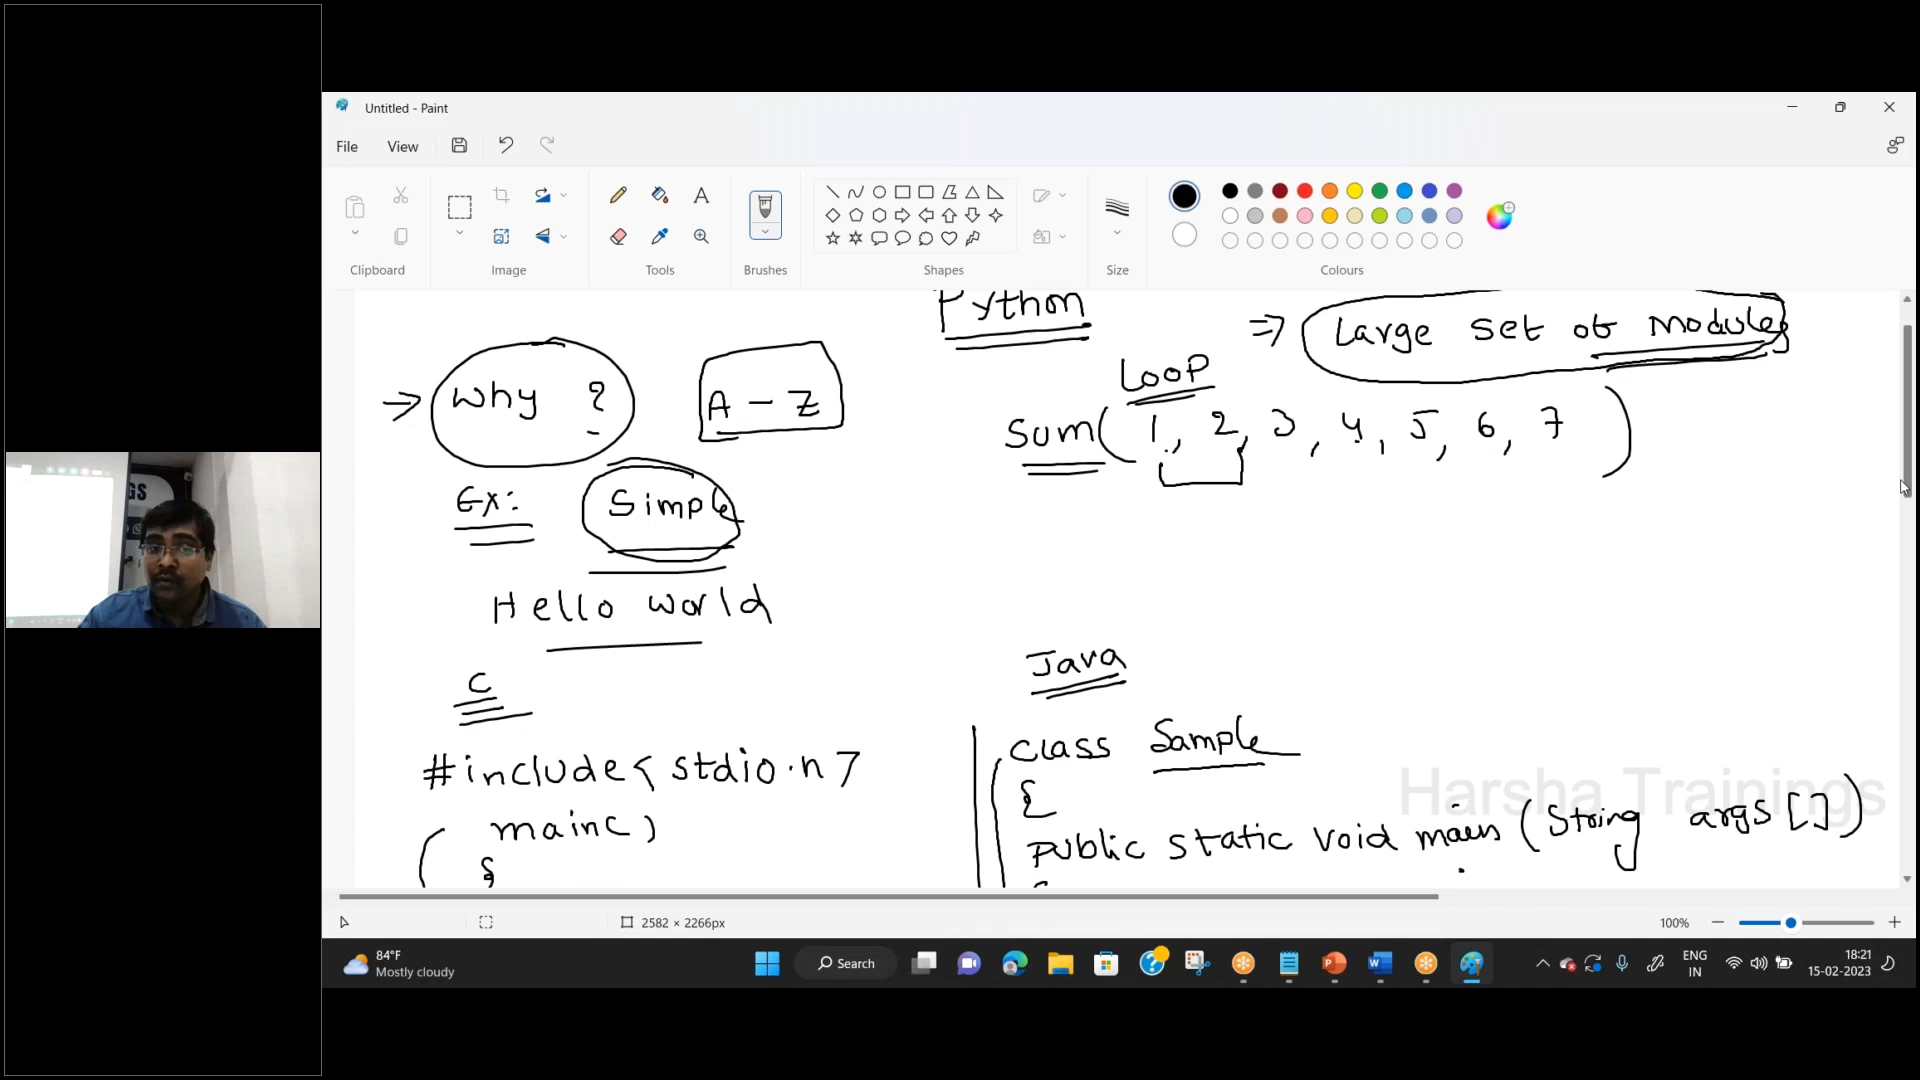 Untitled - Paint
File View
Clipboard Image Tools Brushes Shapes Size Colours
Python
⇒ Large set of Modules
→ Why ? A - Z
Loop
Sum( 1, 2, 3, 4, 5, 6, 7 )
Ex: Simple
Hello world
C
Java
#include< stdio.h>
class Sample
{
main( )
{
public static void main (String args [])
Harsha Trainings
GS
2582 × 2266px
100%
84°F
Mostly cloudy
Search
ENG
IN
18:21
15-02-2023